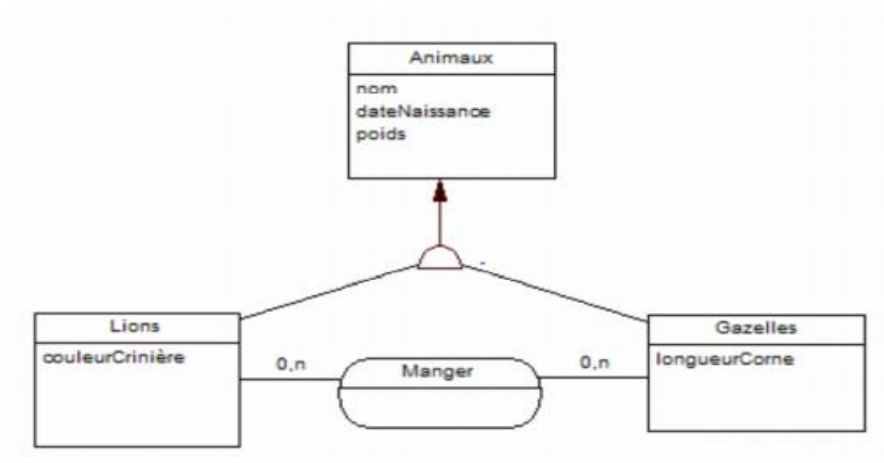 Animaux
nom
dateNaissance
poids
Lions
couleurCrinière
0,n
Manger
0,n
Gazelles
longueurCorne